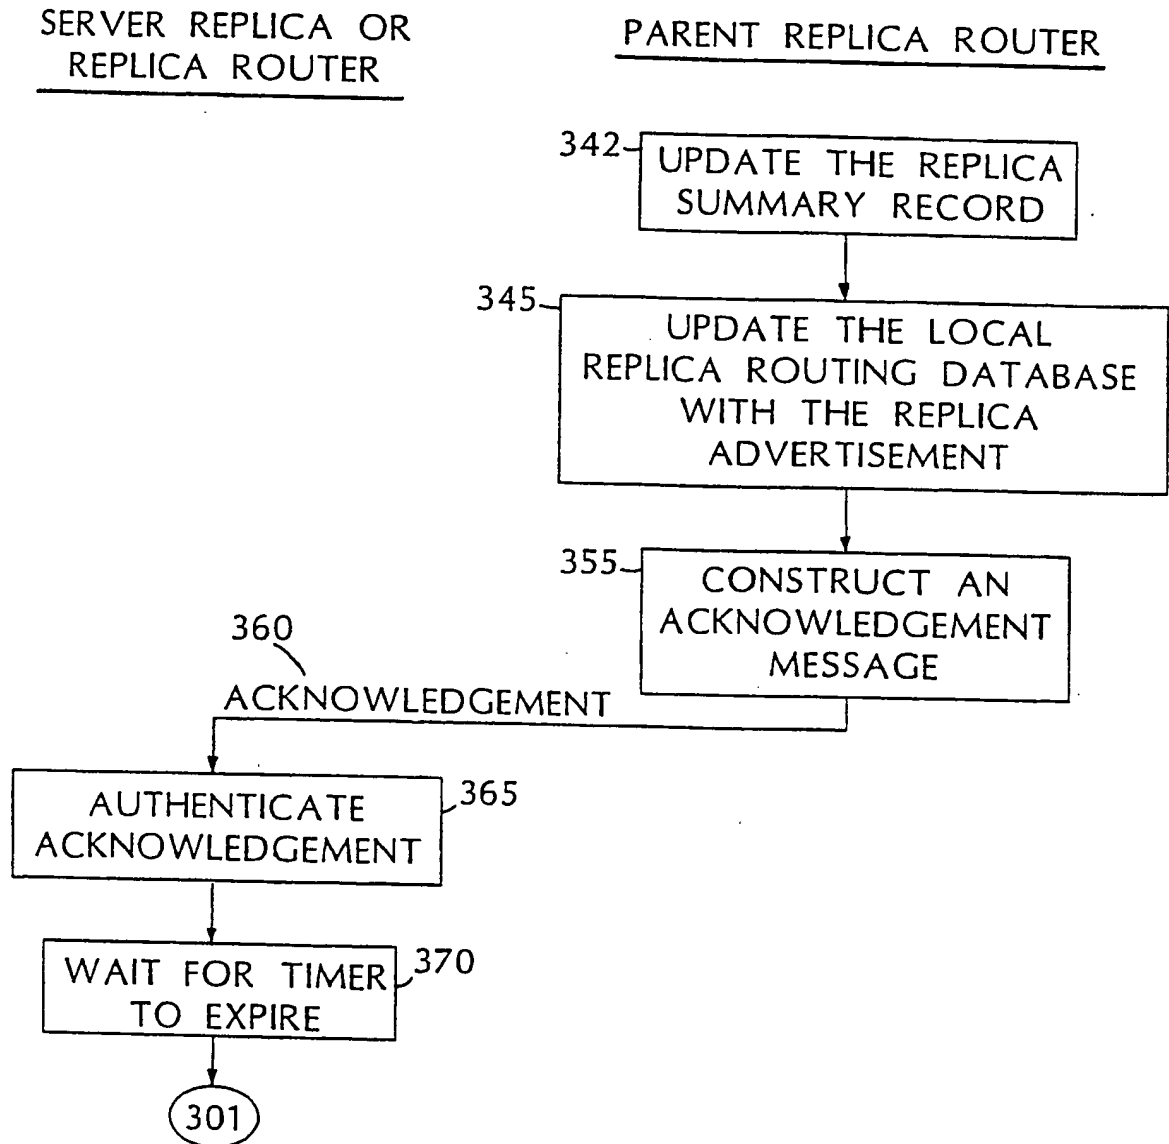 SERVER REPLICA OR
REPLICA ROUTER
PARENT REPLICA ROUTER
342
UPDATE THE REPLICA
SUMMARY RECORD
345
UPDATE THE LOCAL
REPLICA ROUTING DATABASE
WITH THE REPLICA
ADVERTISEMENT
355
CONSTRUCT AN
ACKNOWLEDGEMENT
MESSAGE
360
ACKNOWLEDGEMENT
AUTHENTICATE
ACKNOWLEDGEMENT
365
WAIT FOR TIMER
TO EXPIRE
370
301